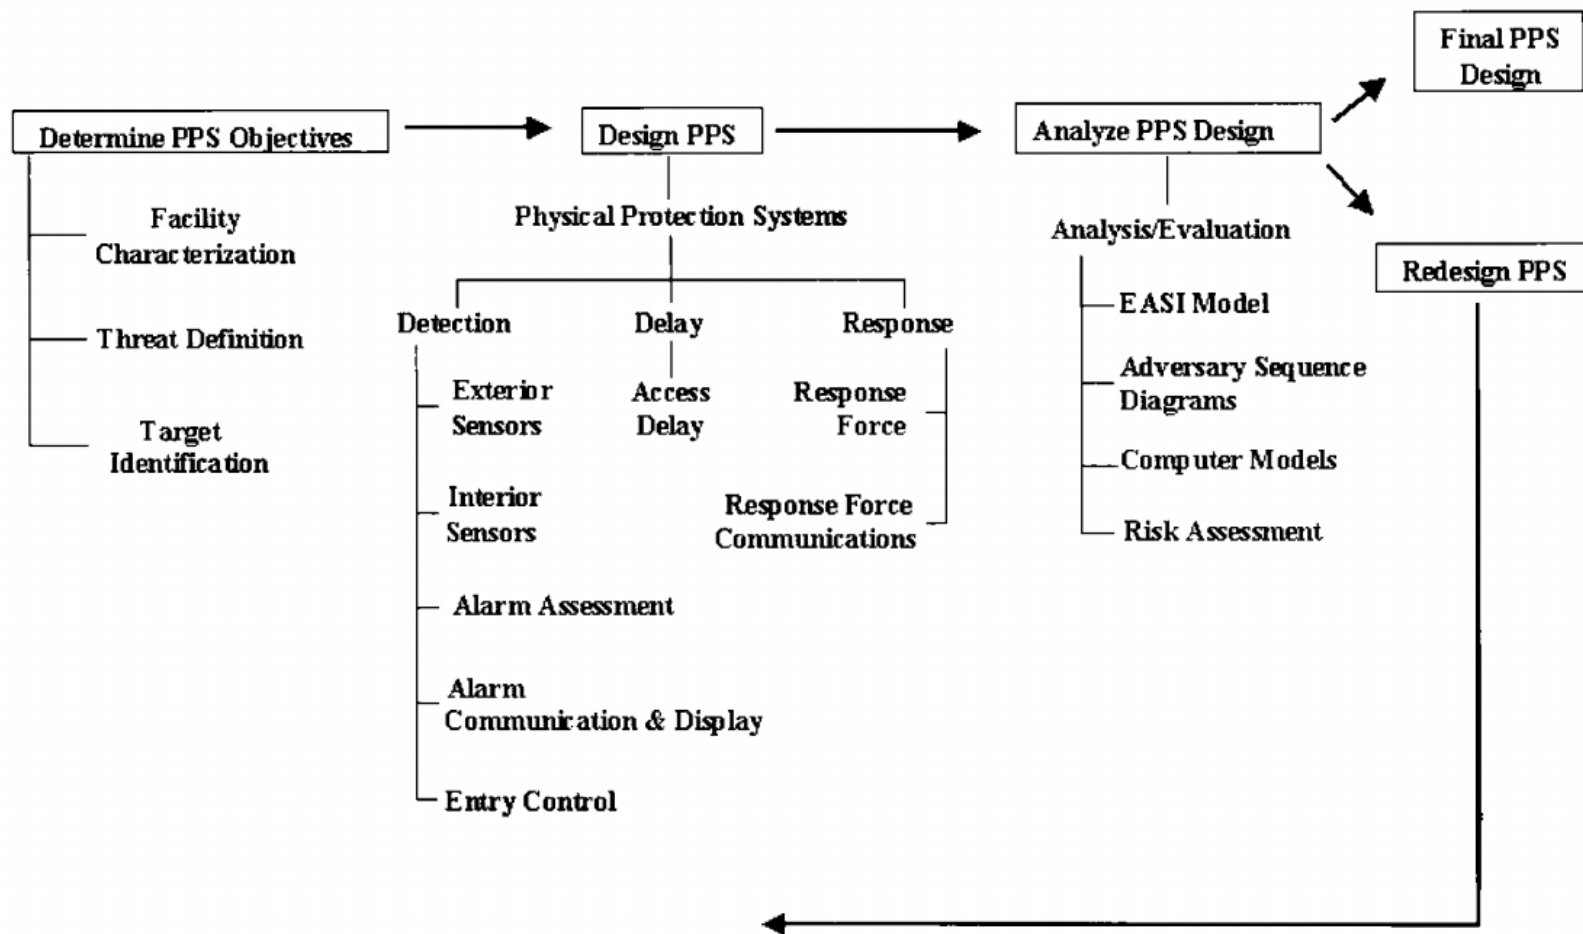 Final PPS
Design
Determine PPS Objectives
Design PPS
Analyze PPS Design
Facility
Characterization
Threat Definition
Target
Identification
Physical Protection Systems
Detection
Exterior
Sensors
Interior
Sensors
Alarm Assessment
Alarm
Communication & Display
Entry Control
Delay
Access
Delay
Response
Response
Force
Response Force
Communications
Analysis/Evaluation
EASI Model
Adversary Sequence
Diagrams
Computer Models
Risk Assessment
Redesign PPS